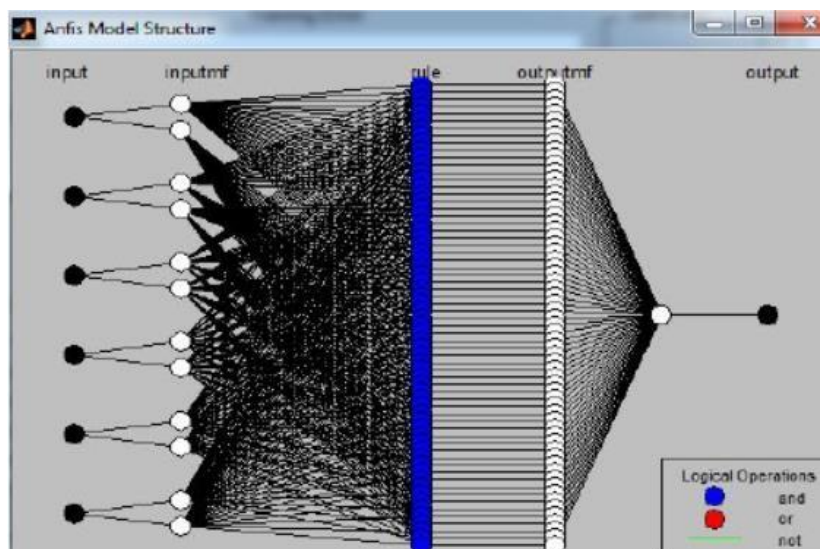 Anfis Model Structure
input inputmf rule outputmf output
Logical Operations
and
or
not